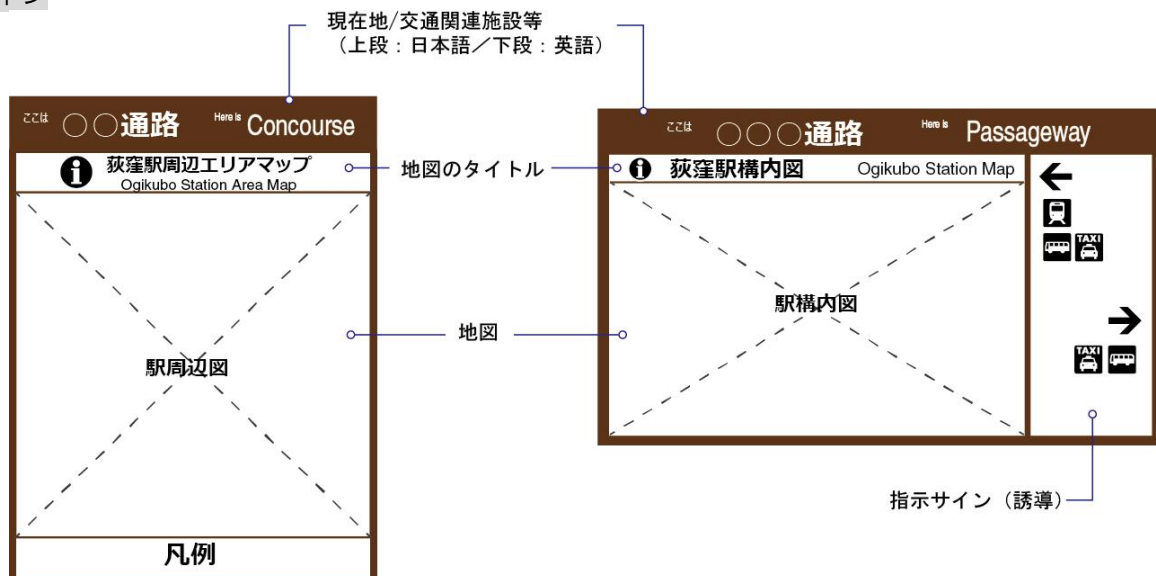 現在地/交通関連施設等
（上段：日本語／下段：英語）
ここは ○○通路 Here is Concourse
荻窪駅周辺エリアマップ
Ogikubo Station Area Map
駅周辺図
凡例
地図のタイトル
地図
ここは ○○○通路 Here is Passageway
荻窪駅構内図 Ogikubo Station Map
駅構内図
TAXI
TAXI
指示サイン（誘導）